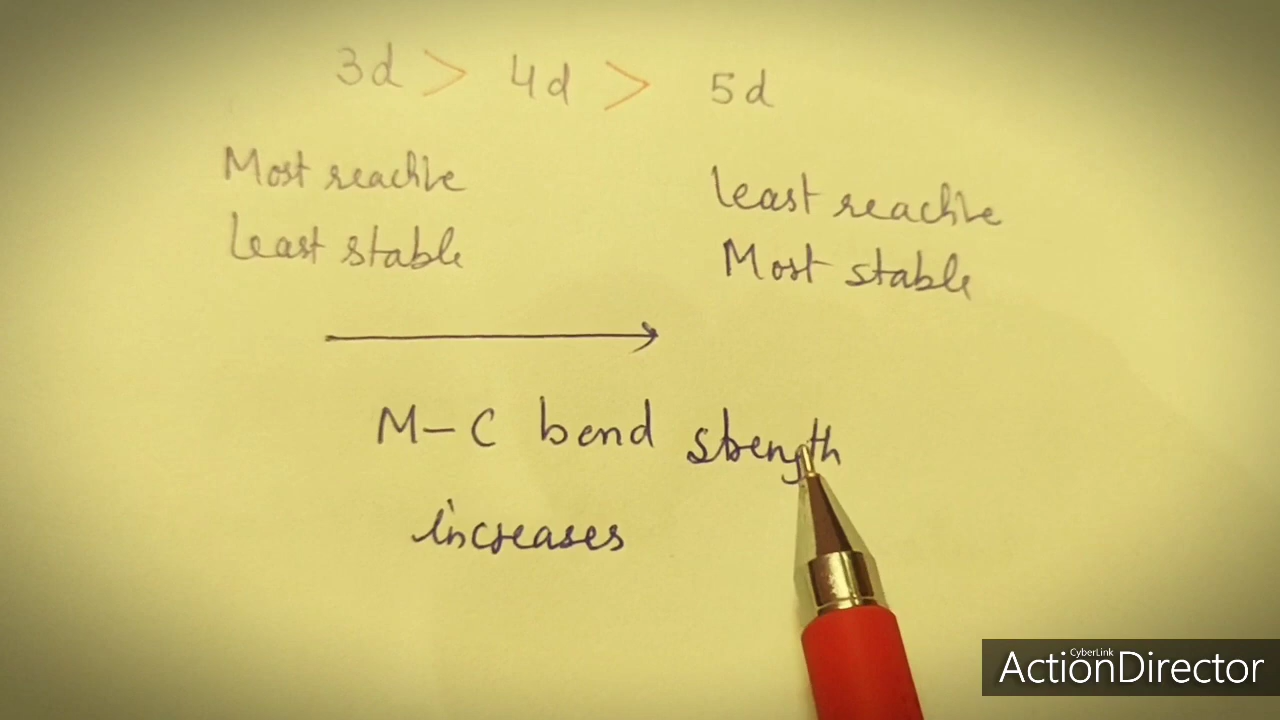 3d > 4d > 5d
Most reactive
Least stable
Least reactive
Most stable
M-C bond strength
increases
CyberLink
ActionDirector